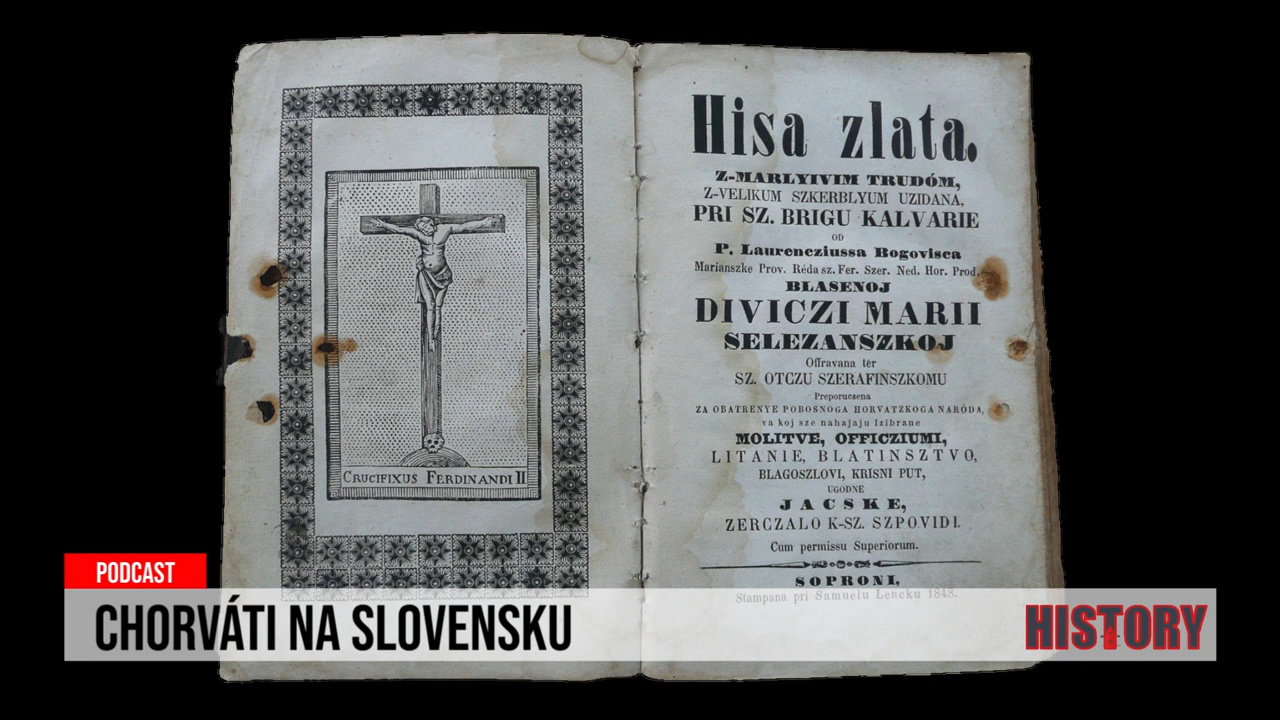 CRUCIFIXUS FERDINANDI II
Hisa zlata.
Z-MARLYIVIM TRUDÓM,
Z-VELIKUM SZKERBLYUM UZIDANA,
PRI SZ. BRIGU KALVARIE
OD
P. Laurencziussa Bogovisca
Marianszke Prov. Réda sz. Fer. Szer. Ned. Hor. Prod.
BLASENOJ
DIVICZI MARII
SELEZANSZKOJ
Offravana tèr
SZ. OTCZU SZERAFINSZKOMU
Preporucsena
ZA OBATRENYE POBOSNOGA HORVATZKOGA NARÓDA,
va koj sze nahajaju Izibrane
MOLITVE, OFFICZIUMI,
LITANIE, BLATINSZTVO,
BLAGOSZLOVI, KRISNI PUT,
UGODNE
JACSKE,
ZERCZALO K-SZ. SZPOVIDI.
Cum permissu Superiorum.
SOPRONI,
Stampana pri Samuelu Lencku 1848.
PODCAST
CHORVÁTI NA SLOVENSKU
HISTORY